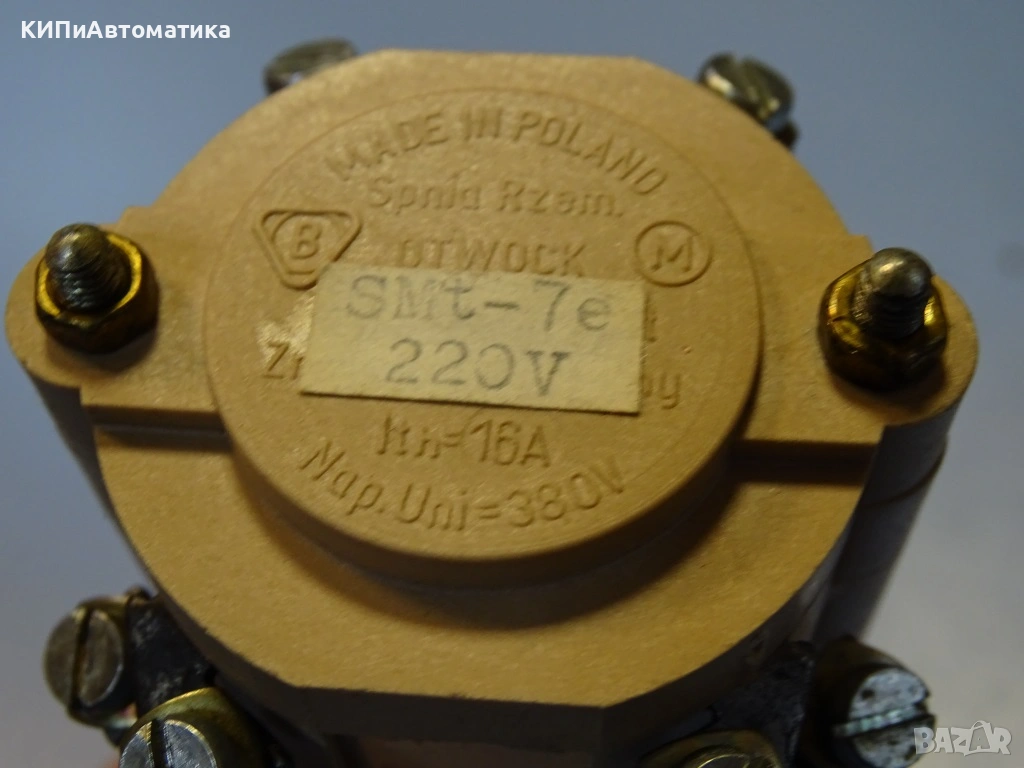 КИПиАвтоматика
MADE IN POLAND
Spnia Rzem.
B
OTWOCK
M
SMt-7e
220V
Ith=16A
Nap. Uni=380V
BAZAR